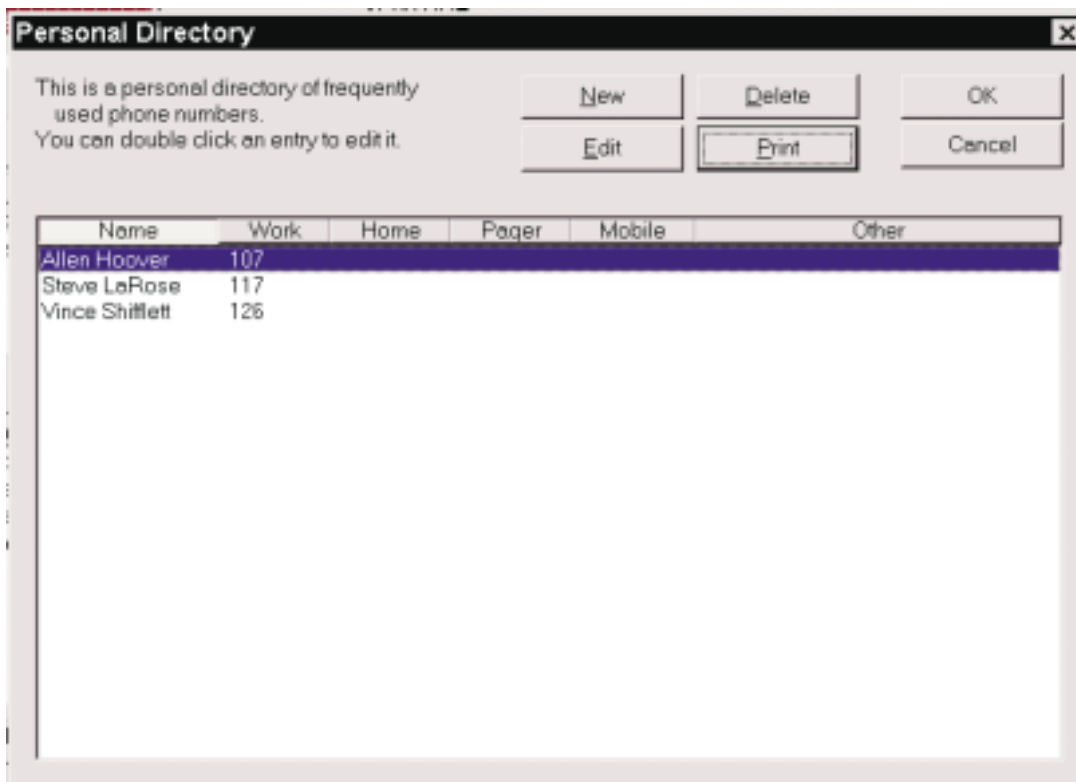 Personal Directory
This is a personal directory of frequently
used phone numbers.
You can double click an entry to edit it.
New Delete OK
Edit Print Cancel
Name Work Home Pager Mobile Other
Allen Hoover 107
Steve LaRose 117
Vince Shifflett 126